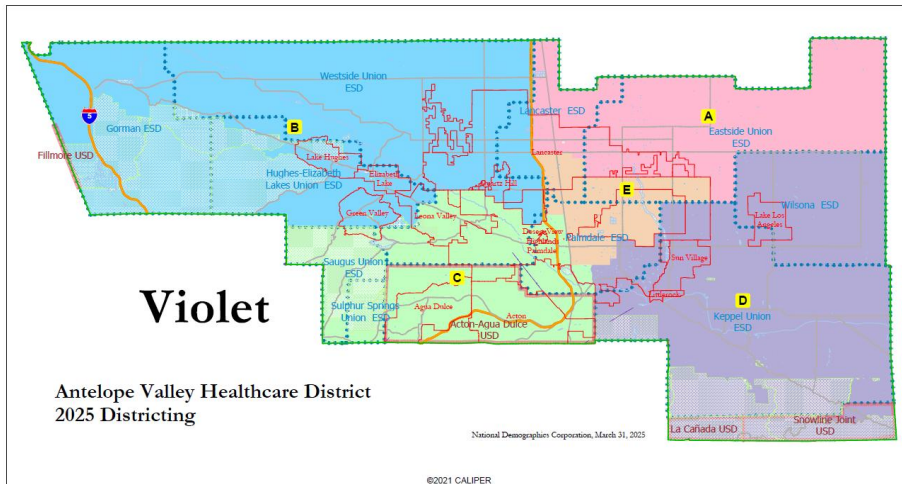 Westside Union
ESD
Lancaster ESD
A
Eastside Union
ESD
5
Gorman ESD
B
Fillmore USD
Lake Hughes
Lancaster
Hughes-Elizabeth
Lakes Union ESD
Elizabeth
Lake
Quartz Hill
E
Wilsona ESD
Green Valley
Leona Valley
Lake Los
Angeles
Desert View
Highlands
Palmdale
Palmdale ESD
Saugus Union
ESD
Sun Village
C
Littlerock
D
Keppel Union
ESD
Violet
Sulphur Springs
Union ESD
Agua Dulce
Acton
Acton-Agua Dulce
USD
Antelope Valley Healthcare District
2025 Districting
National Demographics Corporation, March 31, 2025
La Cañada USD
Snowline Joint
USD
©2021 CALIPER